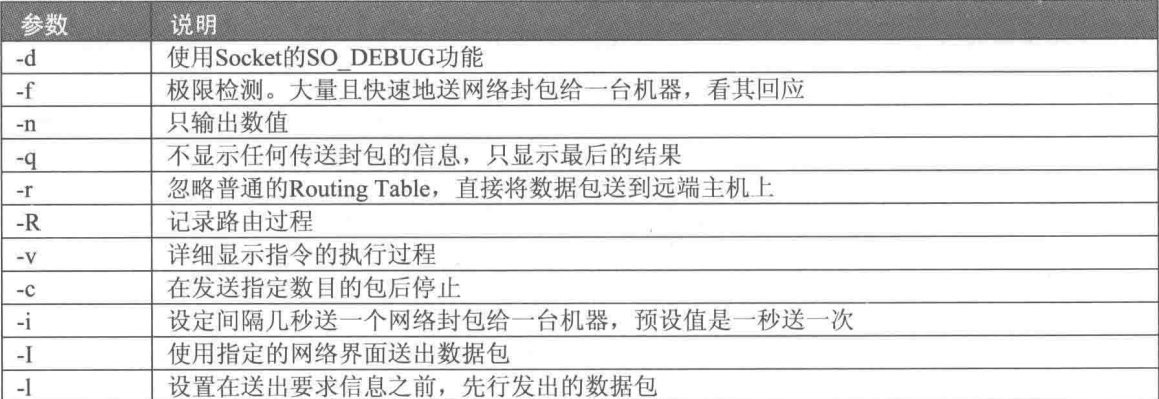 参数 说明
-d 使用Socket的SO_DEBUG功能
-f 极限检测。大量且快速地送网络封包给一台机器，看其回应
-n 只输出数值
-q 不显示任何传送封包的信息，只显示最后的结果
-r 忽略普通的Routing Table，直接将数据包送到远端主机上
-R 记录路由过程
-v 详细显示指令的执行过程
-c 在发送指定数目的包后停止
-i 设定间隔几秒送一个网络封包给一台机器，预设值是一秒送一次
-I 使用指定的网络界面送出数据包
-l 设置在送出要求信息之前，先行发出的数据包